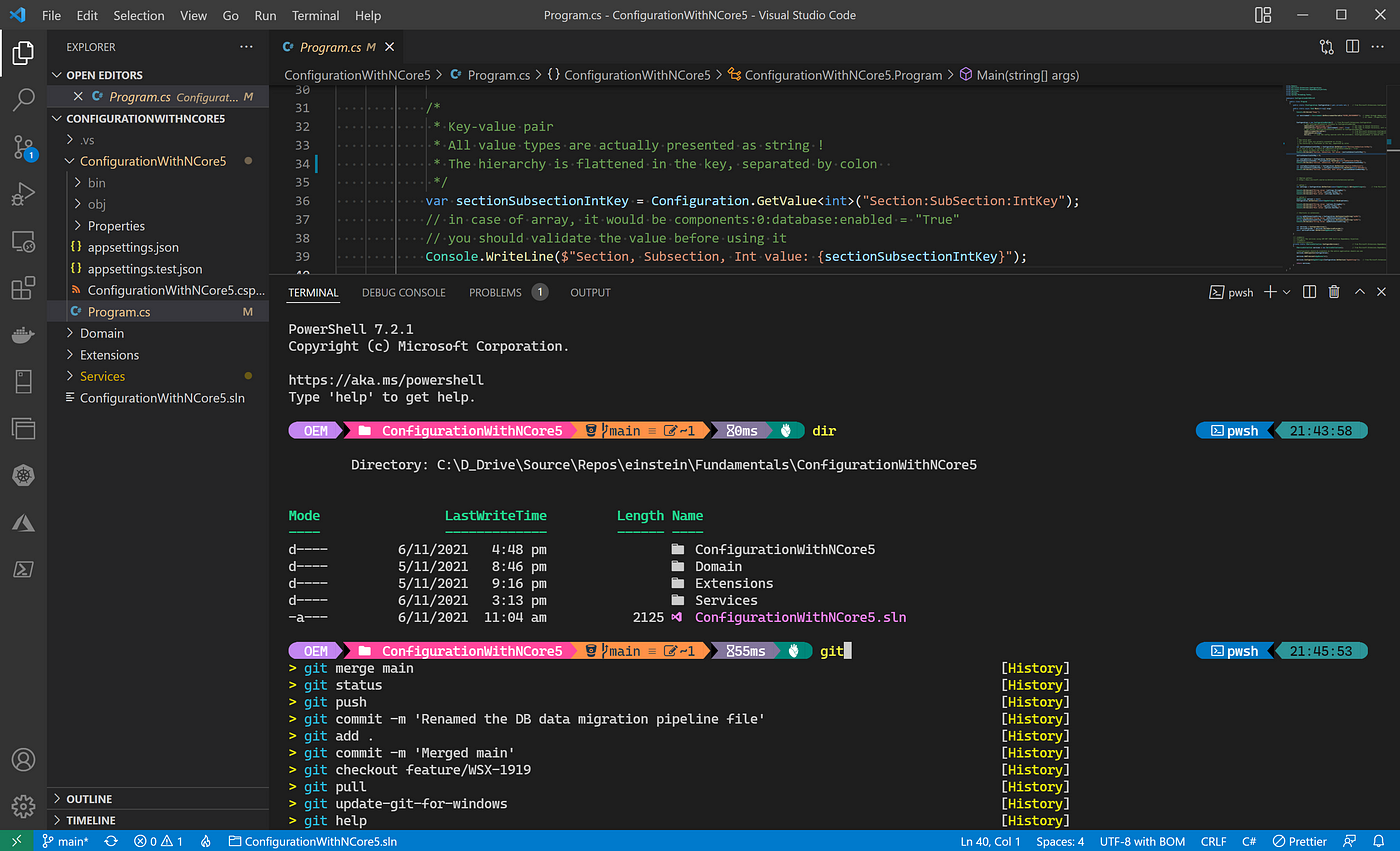 File Edit Selection View Go Run Terminal Help Program.cs - ConfigurationWithNCore5 - Visual Studio Code
EXPLORER
OPEN EDITORS
Program.cs Configurat... M
CONFIGURATIONWITHNCORE5
.vs
ConfigurationWithNCore5
bin
obj
Properties
{} appsettings.json
{} appsettings.test.json
ConfigurationWithNCore5.csp...
C# Program.cs M
Domain
Extensions
Services
ConfigurationWithNCore5.sln
OUTLINE
TIMELINE
1
C# Program.cs M
ConfigurationWithNCore5 > C# Program.cs > {} ConfigurationWithNCore5 > ConfigurationWithNCore5.Program > Main(string[] args)
30
31 /*
32 * Key-value pair
33 * All value types are actually presented as string !
34 * The hierarchy is flattened in the key, separated by colon
35 */
36 var sectionSubsectionIntKey = Configuration.GetValue<int>("Section:SubSection:IntKey");
37 // in case of array, it would be components:0:database:enabled = "True"
38 // you should validate the value before using it
39 Console.WriteLine($"Section, Subsection, Int value: {sectionSubsectionIntKey}");
40
TERMINAL DEBUG CONSOLE PROBLEMS 1 OUTPUT pwsh
PowerShell 7.2.1
Copyright (c) Microsoft Corporation.
https://aka.ms/powershell
Type 'help' to get help.
OEM ConfigurationWithNCore5 main ≡ ~1 0ms dir pwsh 21:43:58
Directory: C:\D_Drive\Source\Repos\einstein\Fundamentals\ConfigurationWithNCore5
Mode LastWriteTime Length Name
---- ------------- ------ ----
d---- 6/11/2021 4:48 pm ConfigurationWithNCore5
d---- 5/11/2021 8:46 pm Domain
d---- 5/11/2021 9:16 pm Extensions
d---- 6/11/2021 3:13 pm Services
-a--- 6/11/2021 11:04 am 2125 ConfigurationWithNCore5.sln
OEM ConfigurationWithNCore5 main ≡ ~1 55ms git pwsh 21:45:53
> git merge main [History]
> git status [History]
> git push [History]
> git commit -m 'Renamed the DB data migration pipeline file' [History]
> git add . [History]
> git commit -m 'Merged main' [History]
> git checkout feature/WSX-1919 [History]
> git pull [History]
> git update-git-for-windows [History]
> git help [History]
main* 0 1 ConfigurationWithNCore5.sln Ln 40, Col 1 Spaces: 4 UTF-8 with BOM CRLF C# Prettier